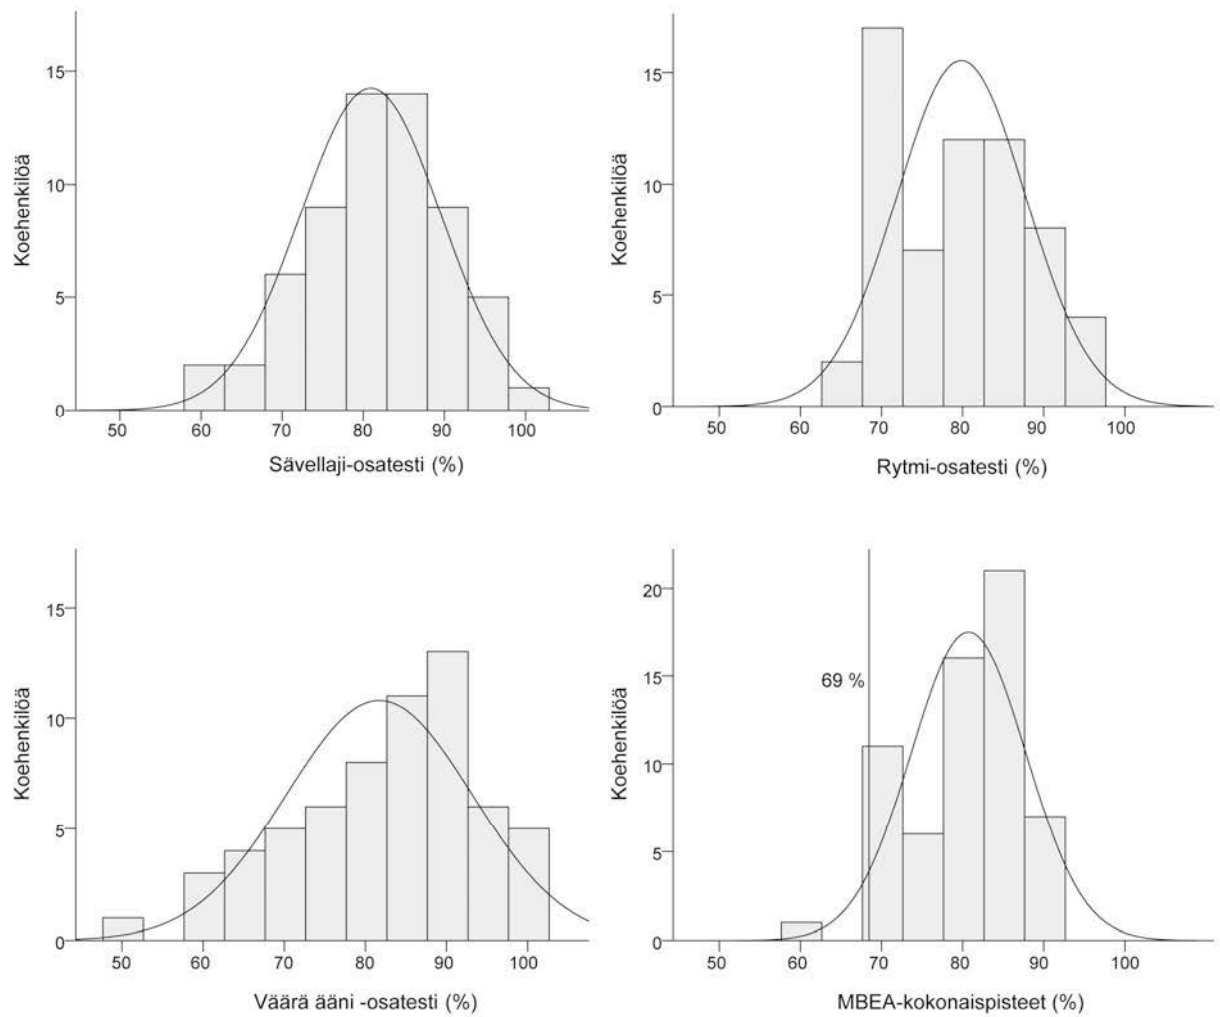 15
10
5
0
Koehenkilöä
50 60 70 80 90 100
Sävellaji-osatesti (%)
15
10
5
0
Koehenkilöä
50 60 70 80 90 100
Rytmi-osatesti (%)
15
10
5
0
Koehenkilöä
50 60 70 80 90 100
Väärä ääni -osatesti (%)
20
15
10
5
0
Koehenkilöä
69 %
50 60 70 80 90 100
MBEA-kokonaispisteet (%)